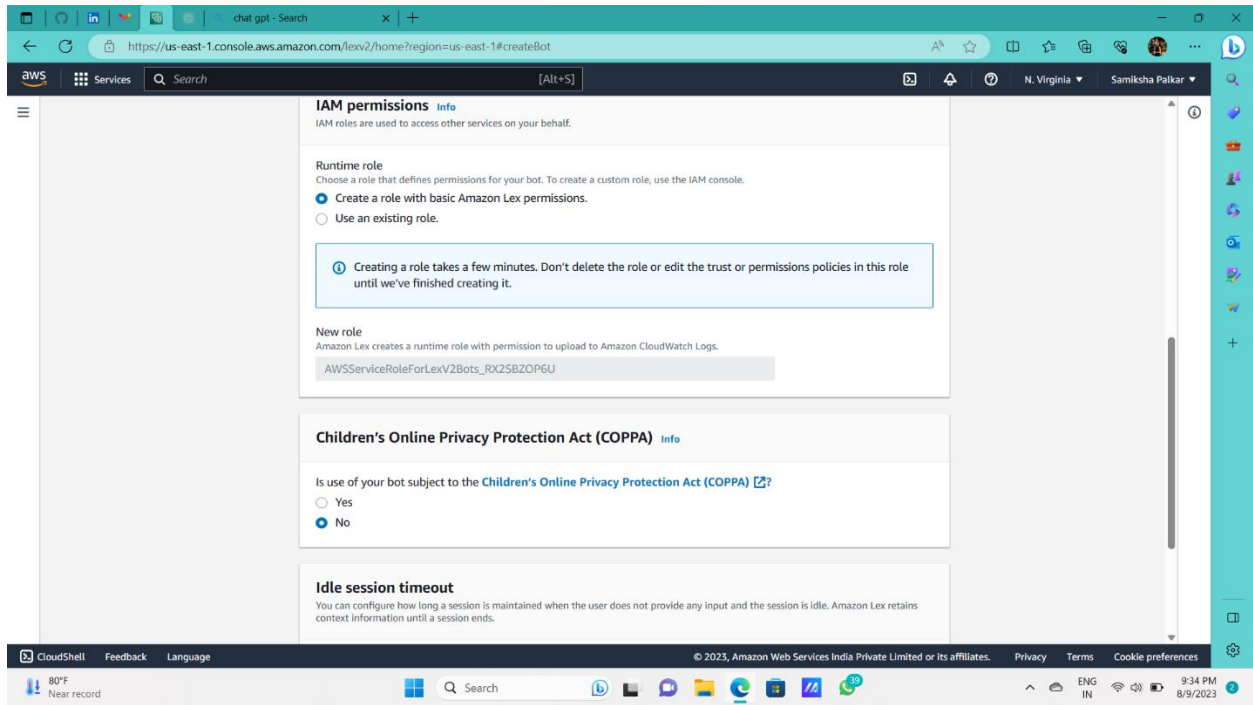 chat gpt - Search
https://us-east-1.console.aws.amazon.com/lexv2/home?region=us-east-1#createBot
aws
Services
Search
[Alt+S]
N. Virginia
Samiksha Palkar
IAM permissions Info
IAM roles are used to access other services on your behalf.
Runtime role
Choose a role that defines permissions for your bot. To create a custom role, use the IAM console.
Create a role with basic Amazon Lex permissions.
Use an existing role.
Creating a role takes a few minutes. Don't delete the role or edit the trust or permissions policies in this role
until we've finished creating it.
New role
Amazon Lex creates a runtime role with permission to upload to Amazon CloudWatch Logs.
AWSServiceRoleForLexV2Bots_RX2SBZOP6U
Children's Online Privacy Protection Act (COPPA) Info
Is use of your bot subject to the Children's Online Privacy Protection Act (COPPA) ?
Yes
No
Idle session timeout
You can configure how long a session is maintained when the user does not provide any input and the session is idle. Amazon Lex retains
context information until a session ends.
CloudShell
Feedback
Language
© 2023, Amazon Web Services India Private Limited or its affiliates.
Privacy
Terms
Cookie preferences
80°F
Near record
Search
39
ENG
IN
9:34 PM
8/9/2023
2